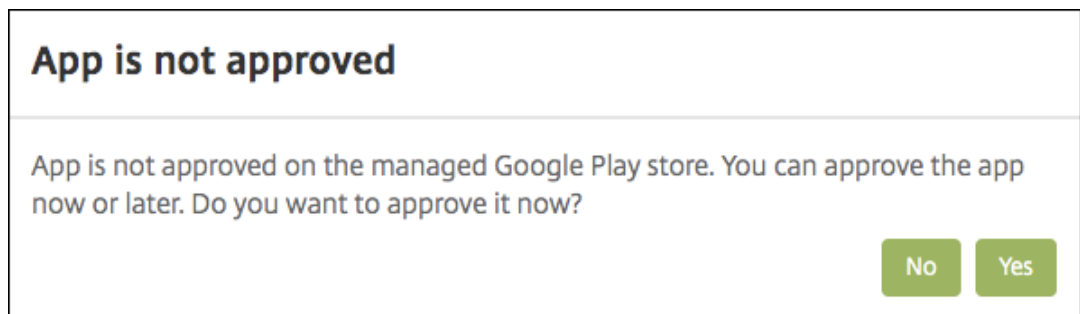 App is not approved
App is not approved on the managed Google Play store. You can approve the app
now or later. Do you want to approve it now?
No
Yes